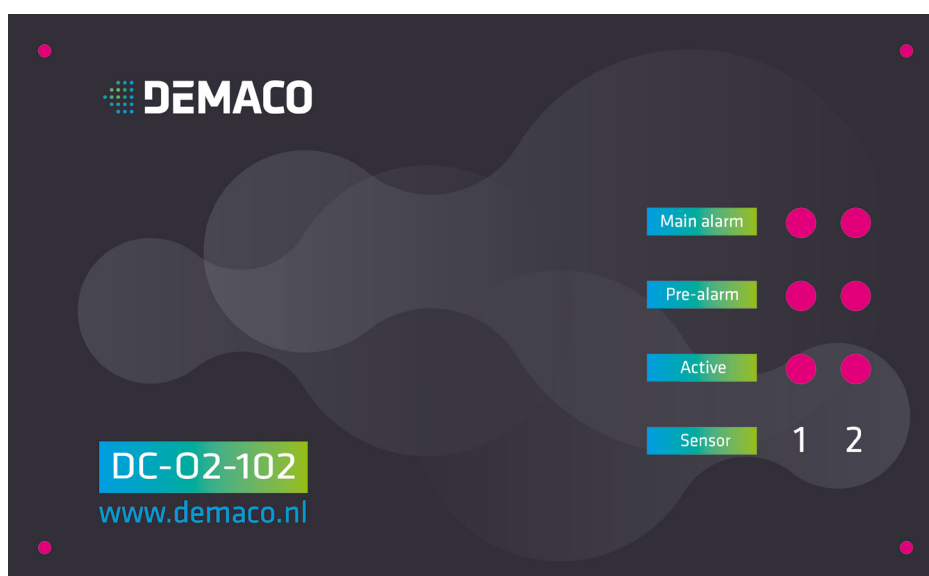 DEMACO
Main alarm
Pre-alarm
Active
Sensor 1 2
DC-O2-102
www.demaco.nl